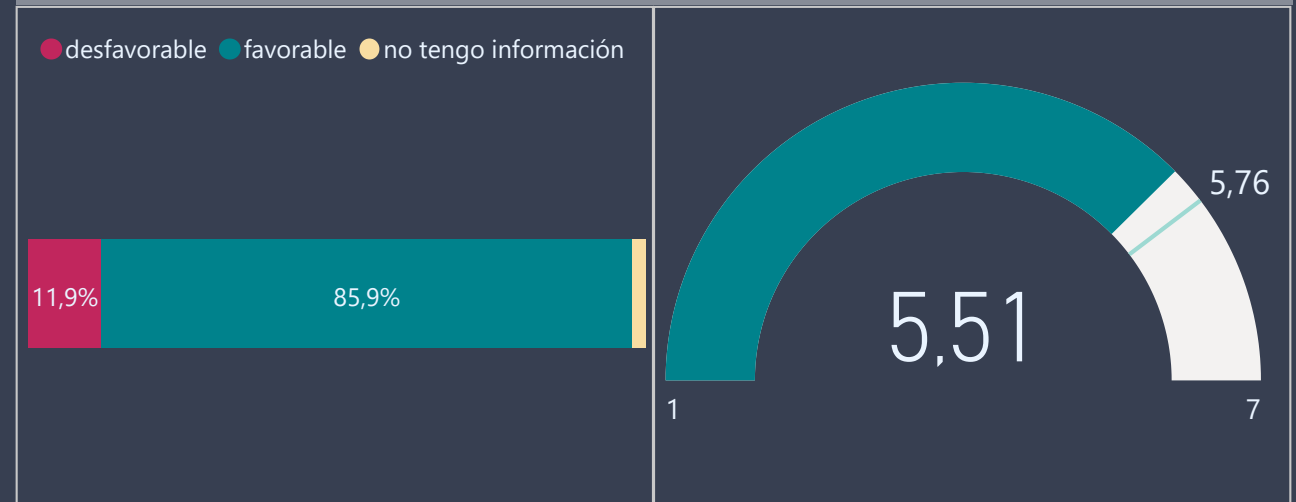 desfavorable favorable no tengo información
11,9% 85,9%
5,76
5,51
1 7